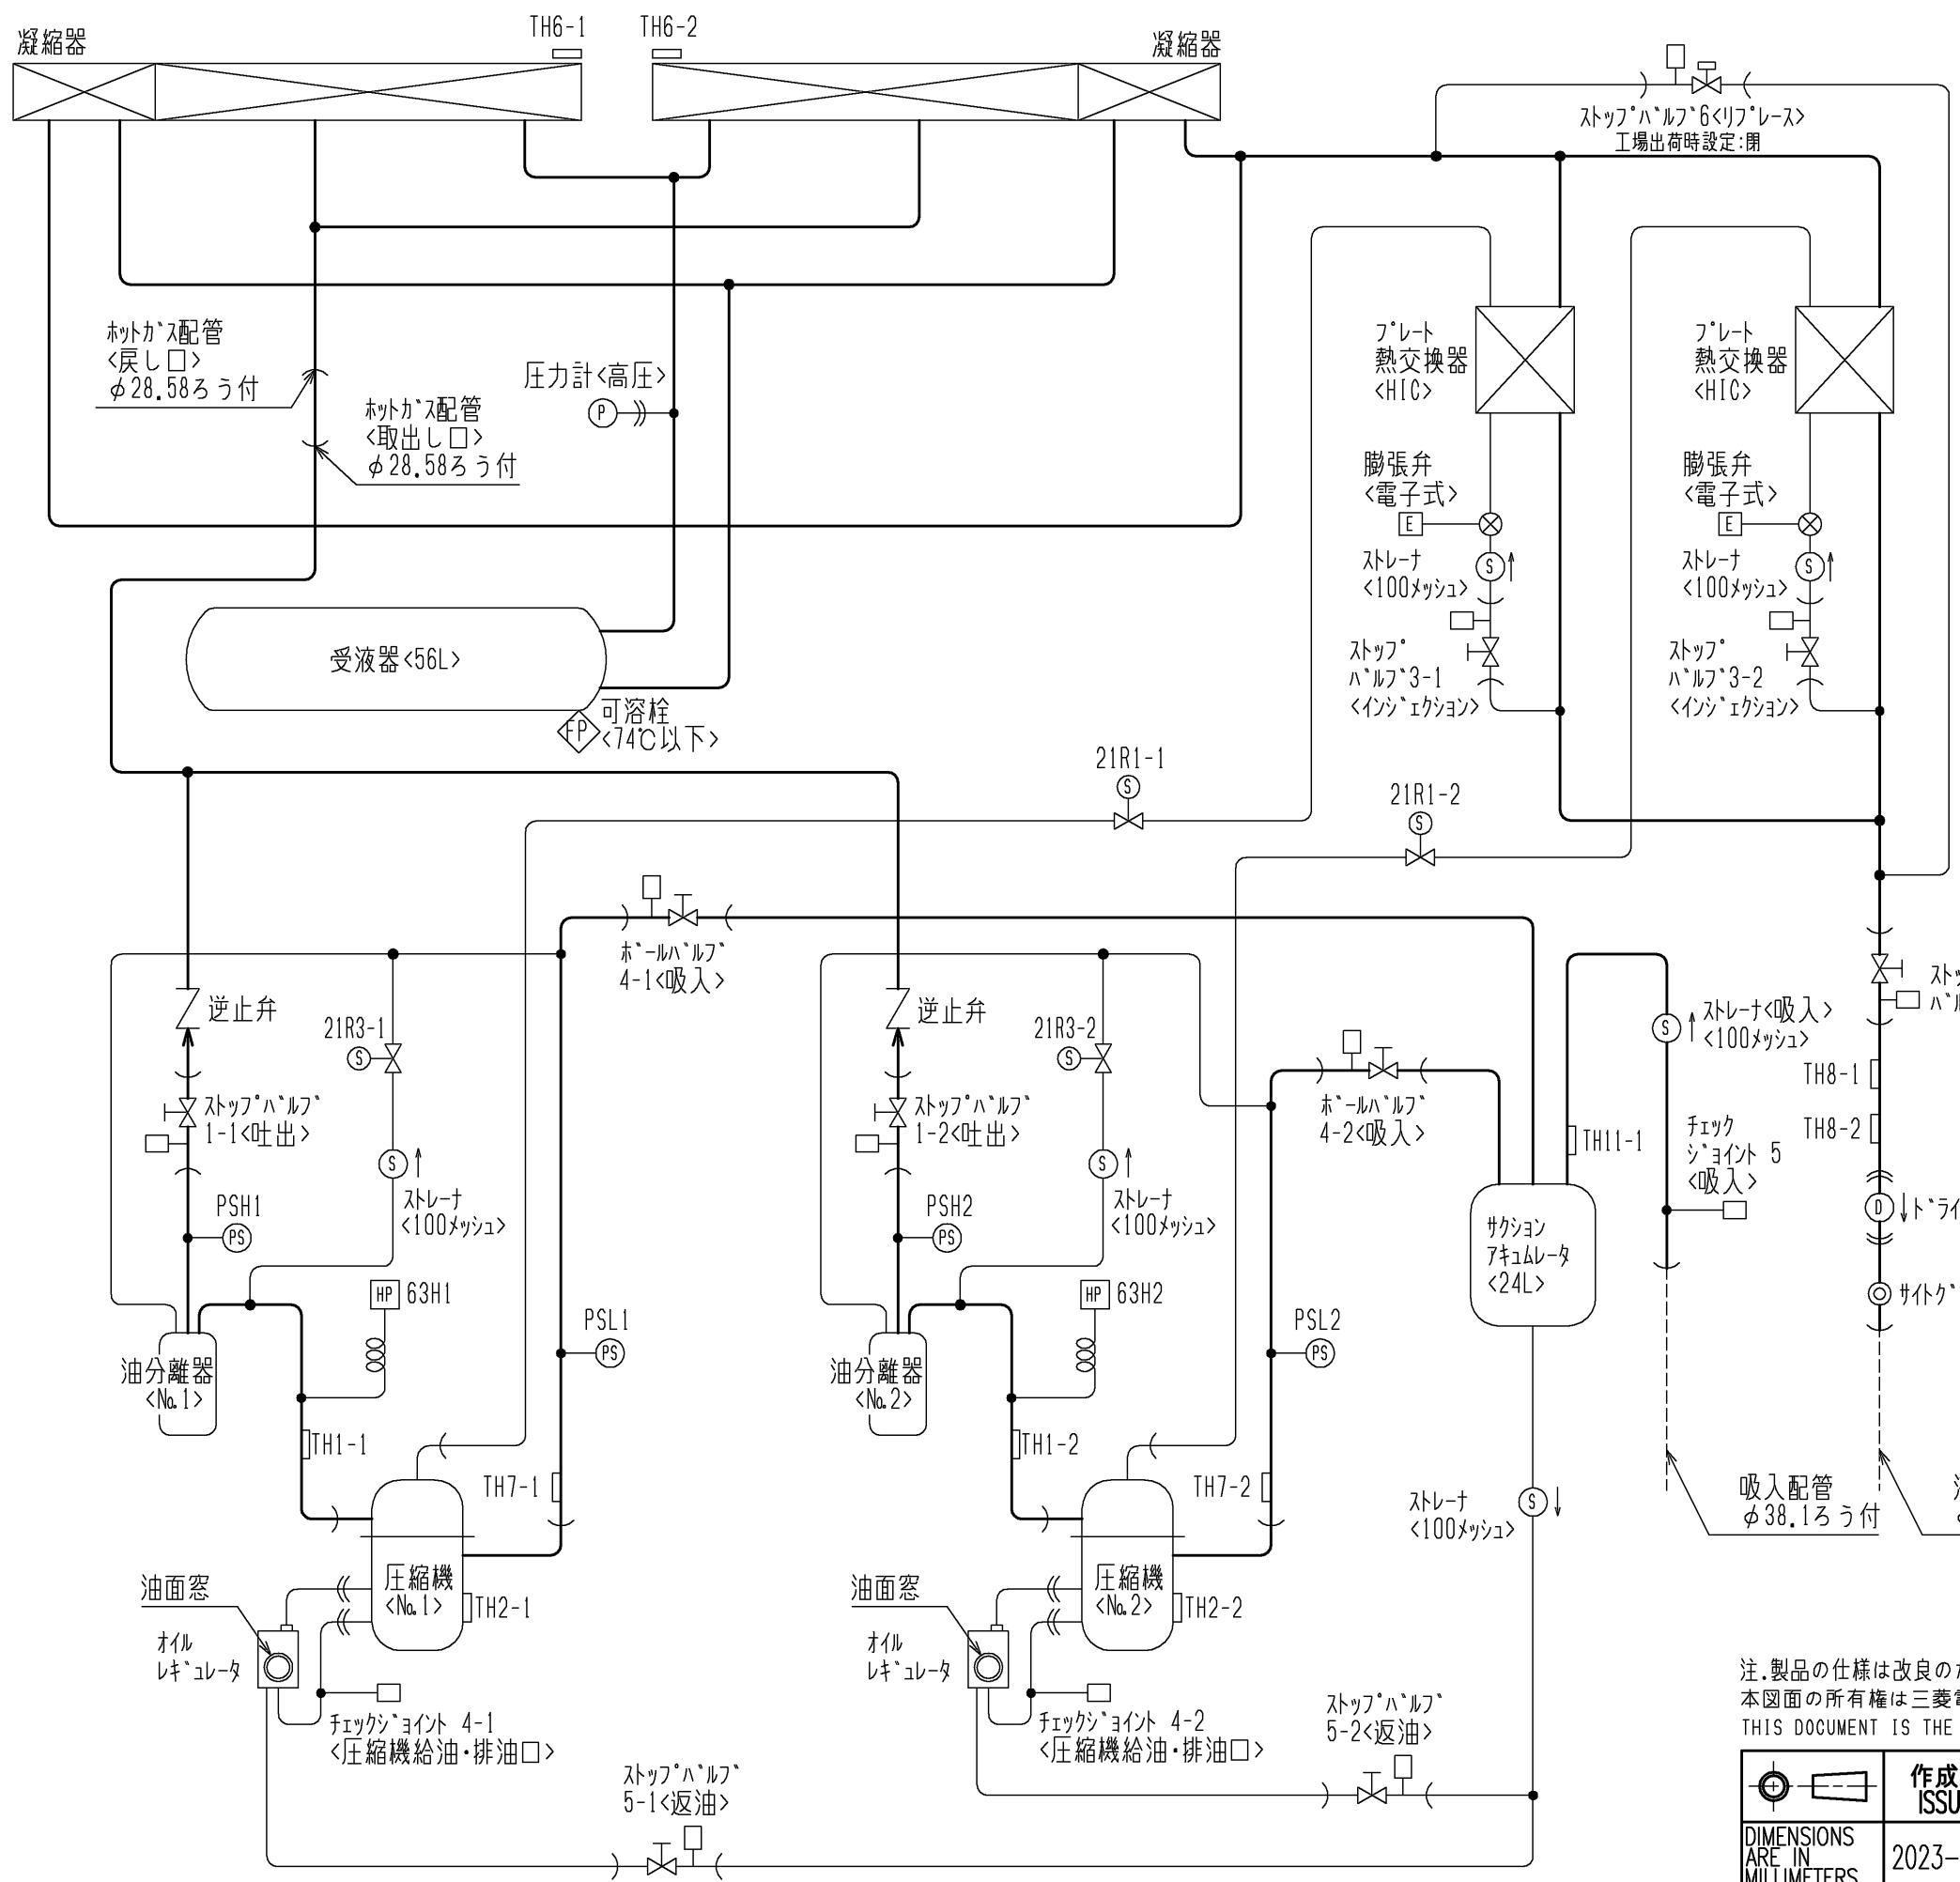 凝縮器
TH6-1
TH6-2
凝縮器
ストップバルブ6<リプレース>
工場出荷時設定:閉
ホットガス配管
<戻し口>
φ28.58ろう付
ホットガス配管
<取出し口>
φ28.58ろう付
圧力計<高圧>
P
プレート
熱交換器
<HIC>
プレート
熱交換器
<HIC>
膨張弁
<電子式>
E
膨張弁
<電子式>
E
ストレーナ
<100メッシュ>
S
ストレーナ
<100メッシュ>
S
ストップ
バルブ3-1
<インジェクション>
ストップ
バルブ3-2
<インジェクション>
受液器<56L>
FP
可溶栓
<74℃以下>
21R1-1
S
21R1-2
S
ボールバルブ
4-1<吸入>
逆止弁
21R3-1
S
逆止弁
21R3-2
S
ストップバルブ
1-1<吐出>
ストップバルブ
1-2<吐出>
ボールバルブ
4-2<吸入>
S
ストレーナ<吸入>
<100メッシュ>
TH8-1
TH8-2
TH11-1
チェック
ジョイント 5
<吸入>
S
ストレーナ
<100メッシュ>
S
ストレーナ
<100メッシュ>
PSH1
PS
PSH2
PS
D
サクション
アキュムレータ
<24L>
HP
63H1
HP
63H2
PSL1
PS
PSL2
PS
油分離器
<No.1>
油分離器
<No.2>
TH1-1
TH1-2
TH7-1
TH7-2
ストレーナ
<100メッシュ>
S
吸入配管
φ38.1ろう付
圧縮機
<No.1>
TH2-1
圧縮機
<No.2>
TH2-2
油面窓
油面窓
オイル
レギュレータ
オイル
レギュレータ
チェックジョイント 4-1
<圧縮機給油・排油口>
チェックジョイント 4-2
<圧縮機給油・排油口>
ストップバルブ
5-1<返油>
ストップバルブ
5-2<返油>
注.製品の仕様は改良の
本図面の所有権は三菱
THIS DOCUMENT IS THE
作成
ISSU
DIMENSIONS
ARE IN
MILLIMETERS
2023-